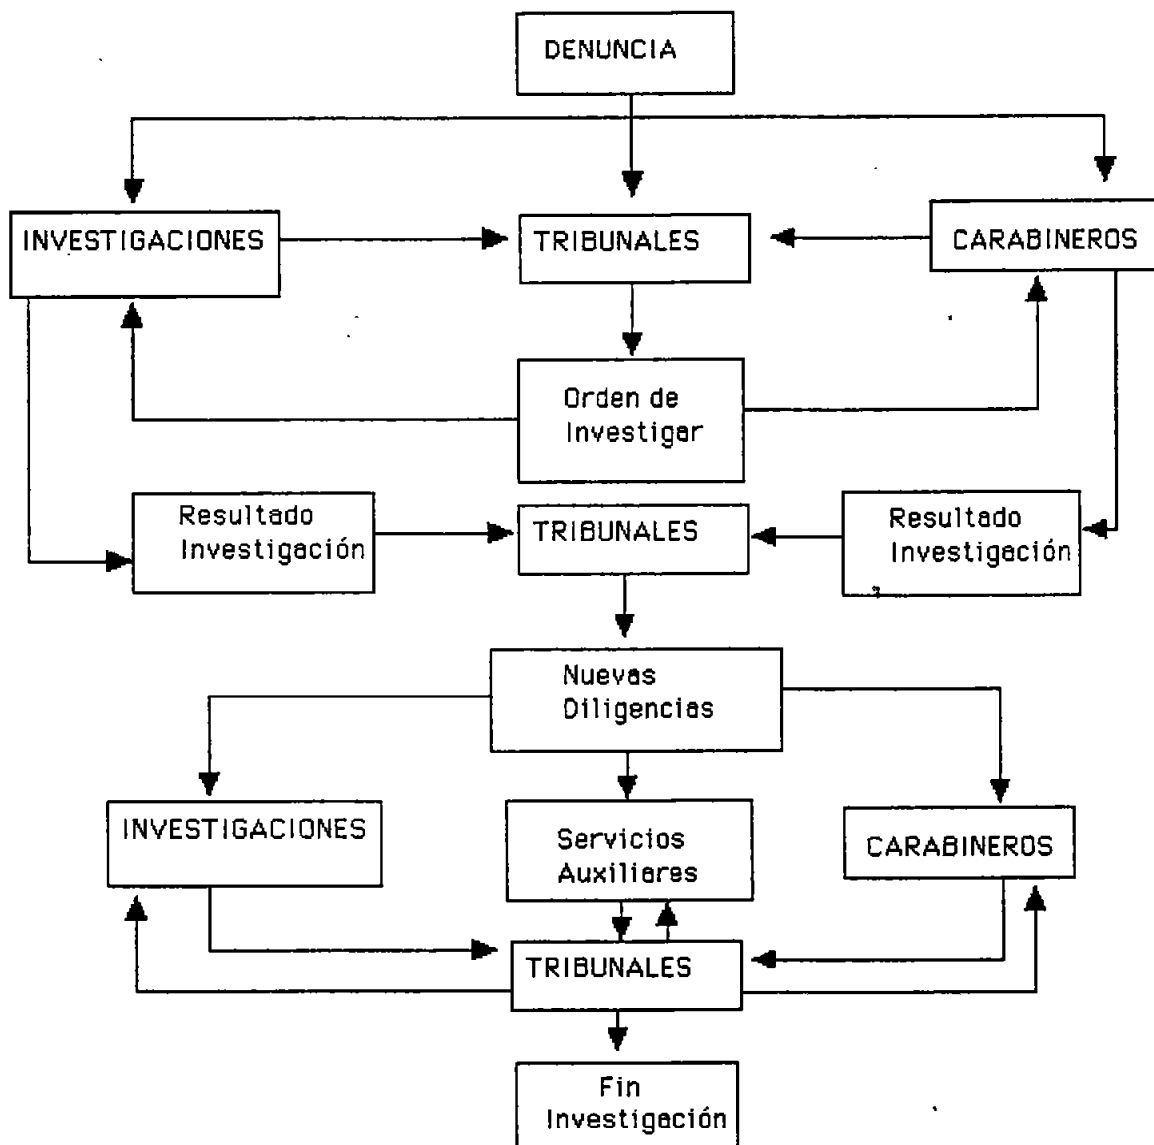 DENUNCIA
INVESTIGACIONES
TRIBUNALES
CARABINEROS
Orden de
Investigar
Resultado
Investigación
TRIBUNALES
Resultado
Investigación
Nuevas
Diligencias
INVESTIGACIONES
Servicios
Auxiliares
CARABINEROS
TRIBUNALES
Fin
Investigación